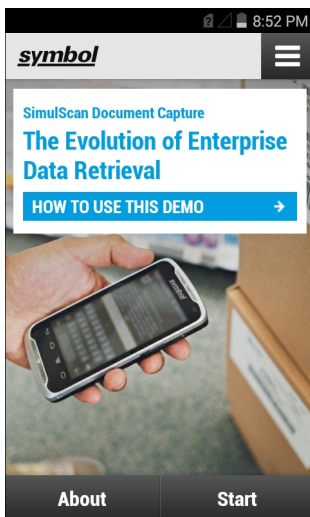 8:52 PM
symbol
SimulScan Document Capture
The Evolution of Enterprise
Data Retrieval
HOW TO USE THIS DEMO
symbol
About
Start